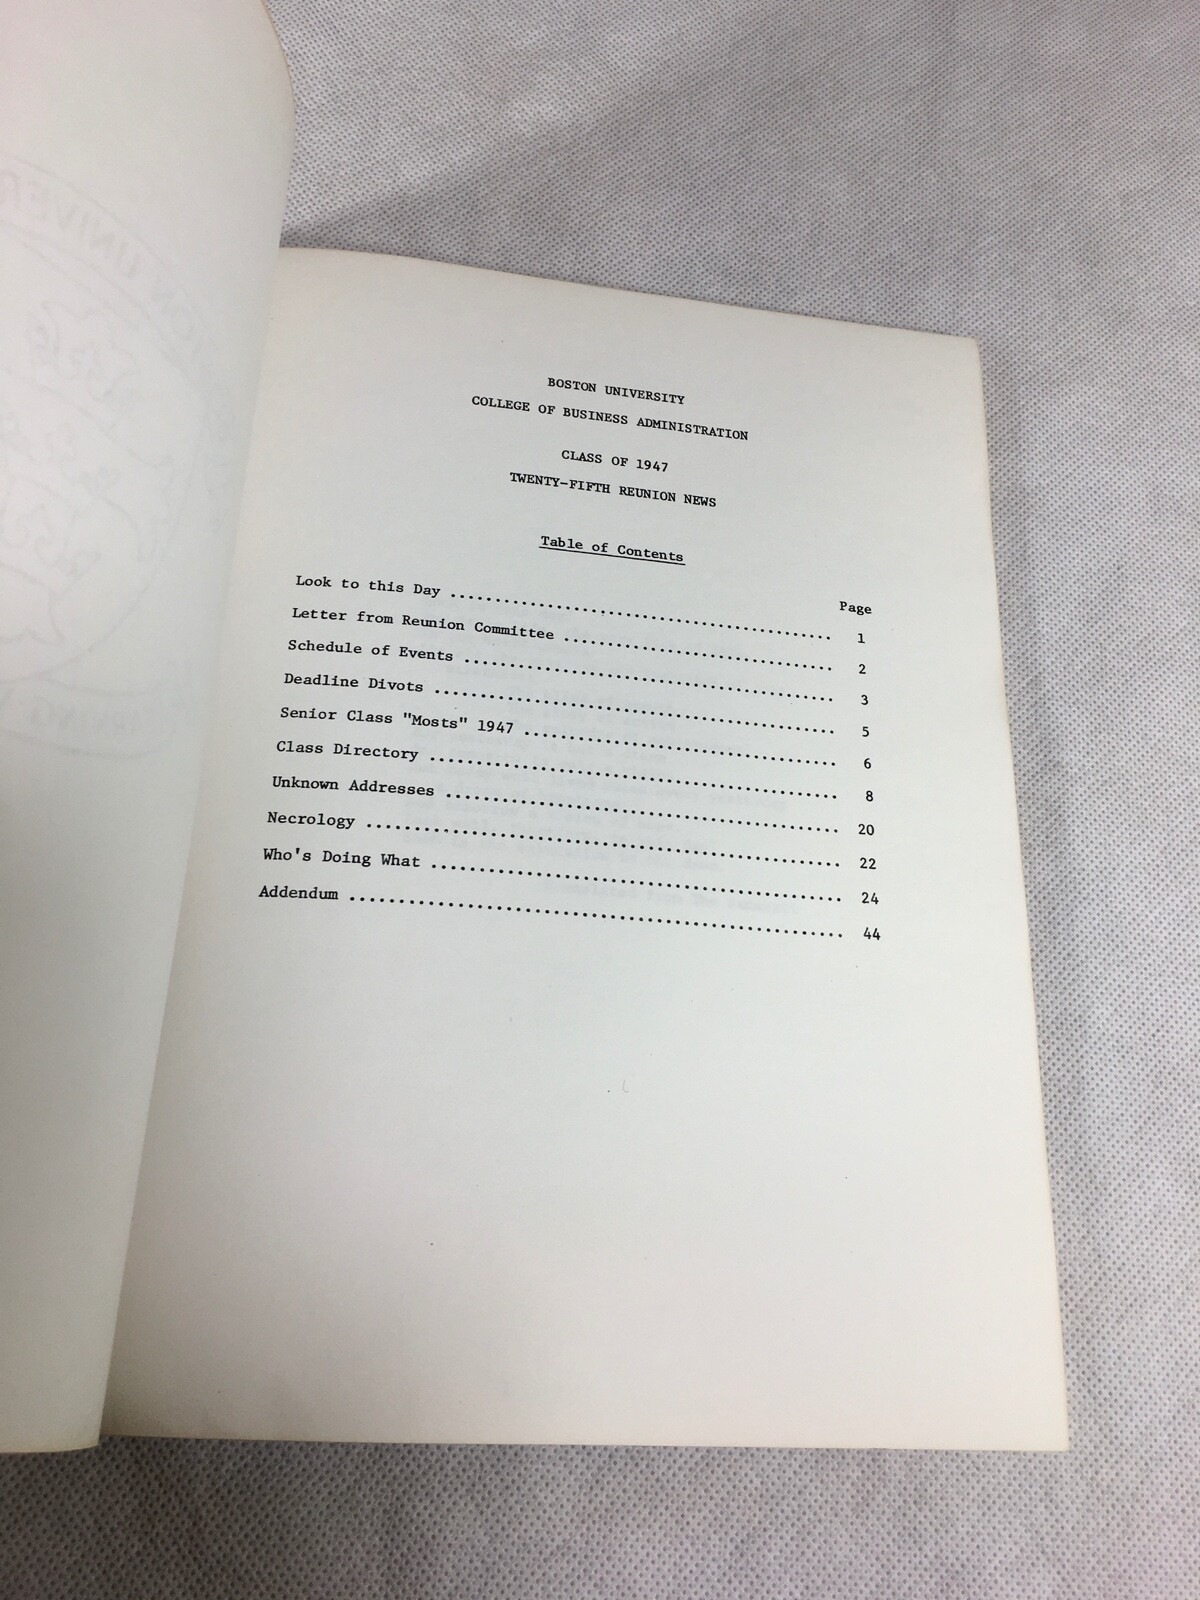 BOSTON UNIVERSITY
COLLEGE OF BUSINESS ADMINISTRATION
CLASS OF 1947
TWENTY-FIFTH REUNION NEWS
Table of Contents
Page
Look to this Day .......................................... 1
Letter from Reunion Committee .............................. 2
Schedule of Events ......................................... 3
Deadline Divots ............................................ 5
Senior Class "Mosts" 1947 .................................. 6
Class Directory ............................................ 8
Unknown Addresses .......................................... 20
Necrology .................................................. 22
Who's Doing What ........................................... 24
Addendum ................................................... 44